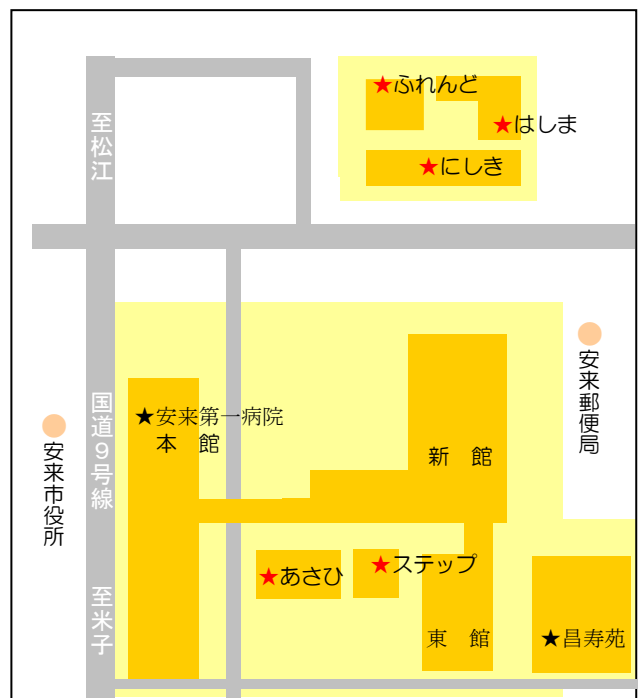 ★ふれんど
★はしま
★にしき
至松江
国道９号線
至米子
安来市役所
安来郵便局
★安来第一病院
本　館
新　館
★あさひ
★ステップ
東　館
★昌寿苑